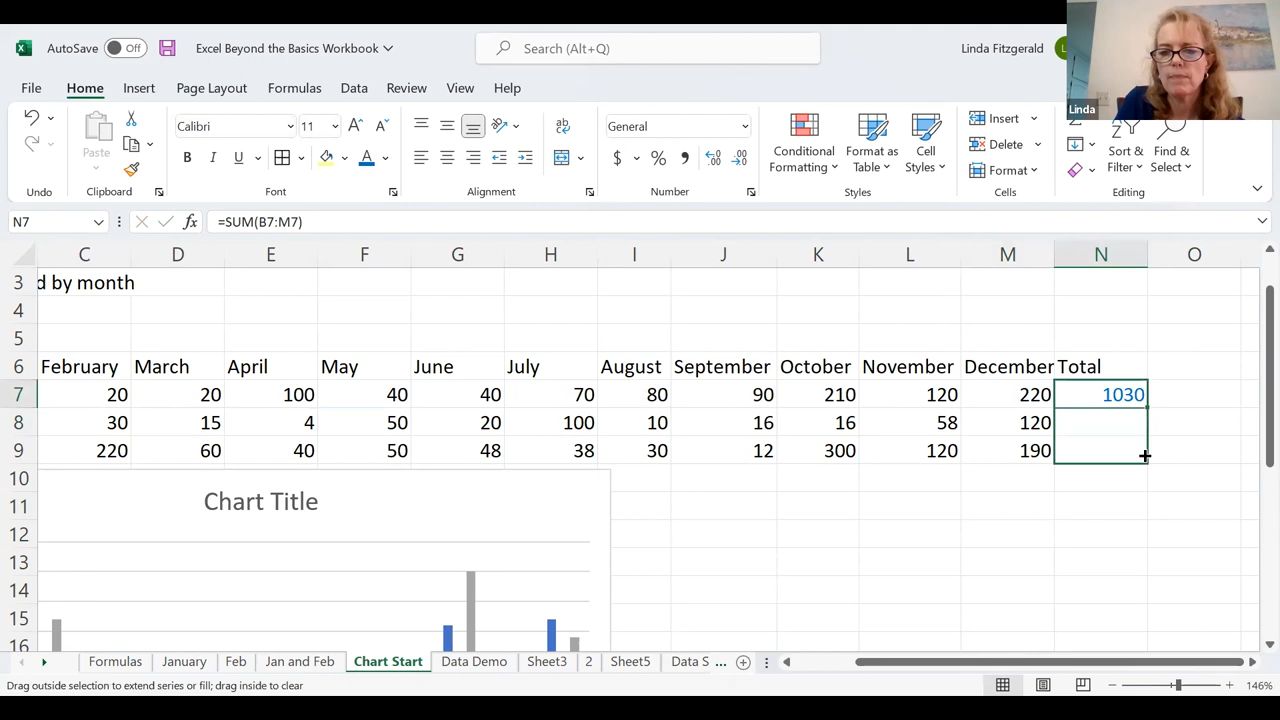 AutoSave Off Excel Beyond the Basics Workbook Search (Alt+Q) Linda Fitzgerald L
Linda
File Home Insert Page Layout Formulas Data Review View Help
Paste Calibri 11 General Conditional Formatting Format as Table Cell Styles Insert Delete Format Sort & Filter Find & Select
Undo Clipboard Font Alignment Number Styles Cells Editing
N7 fx =SUM(B7:M7)
C D E F G H I J K L M N O
3 d by month
4
5
6 February March April May June July August September October November December Total
7 20 20 100 40 40 70 80 90 210 120 220 1030
8 30 15 4 50 20 100 10 16 16 58 120
9 220 60 40 50 48 38 30 12 300 120 190
10
11 Chart Title
12
13
14
15
16
Formulas January Feb Jan and Feb Chart Start Data Demo Sheet3 2 Sheet5 Data S ...
Drag outside selection to extend series or fill; drag inside to clear 146%